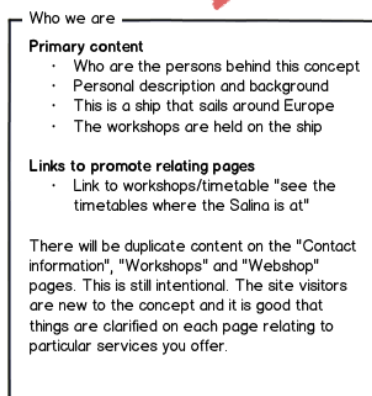 Who we are
Primary content
· Who are the persons behind this concept
· Personal description and background
· This is a ship that sails around Europe
· The workshops are held on the ship
Links to promote relating pages
· Link to workshops/timetable "see the
timetables where the Salina is at"
There will be duplicate content on the "Contact
information", "Workshops" and "Webshop"
pages. This is still intentional. The site visitors
are new to the concept and it is good that
things are clarified on each page relating to
particular services you offer.